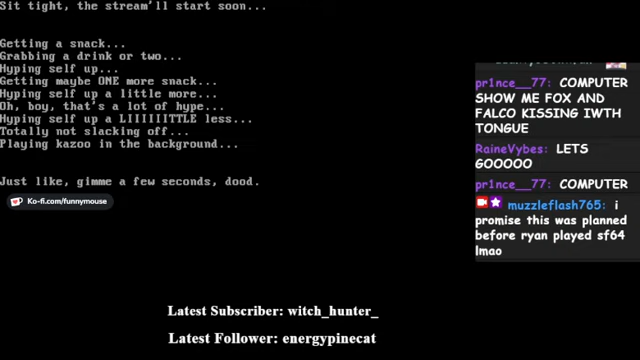 Sit tight, the stream'll start soon...
Getting a snack...
Grabbing a drink or two...
Hyping self up...
Getting maybe ONE more snack...
Hyping self up a little more...
Oh, boy, that's a lot of hype...
Hyping self up a LIIIIIITTLE less...
Totally not slacking off...
Playing kazoo in the background...
Just like, gimme a few seconds, dood.
Ko-fi.com/funnymouse
pr1nce__77: COMPUTER
SHOW ME FOX AND
FALCO KISSING IWTH
TONGUE
RaineVybes: LETS
GOOOOO
pr1nce__77: COMPUTER
muzzleflash765: i
promise this was planned
before ryan played sf64
lmao
Latest Subscriber: witch_hunter_
Latest Follower: energypinecat